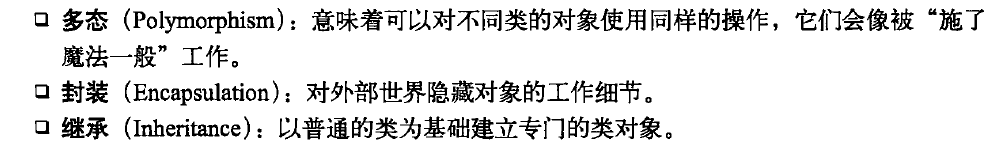 ❑ 多态（Polymorphism）：意味着可以对不同类的对象使用同样的操作，它们会像被“施了
魔法一般”工作。
❑ 封装（Encapsulation）：对外部世界隐藏对象的工作细节。
❑ 继承（Inheritance）：以普通的类为基础建立专门的类对象。